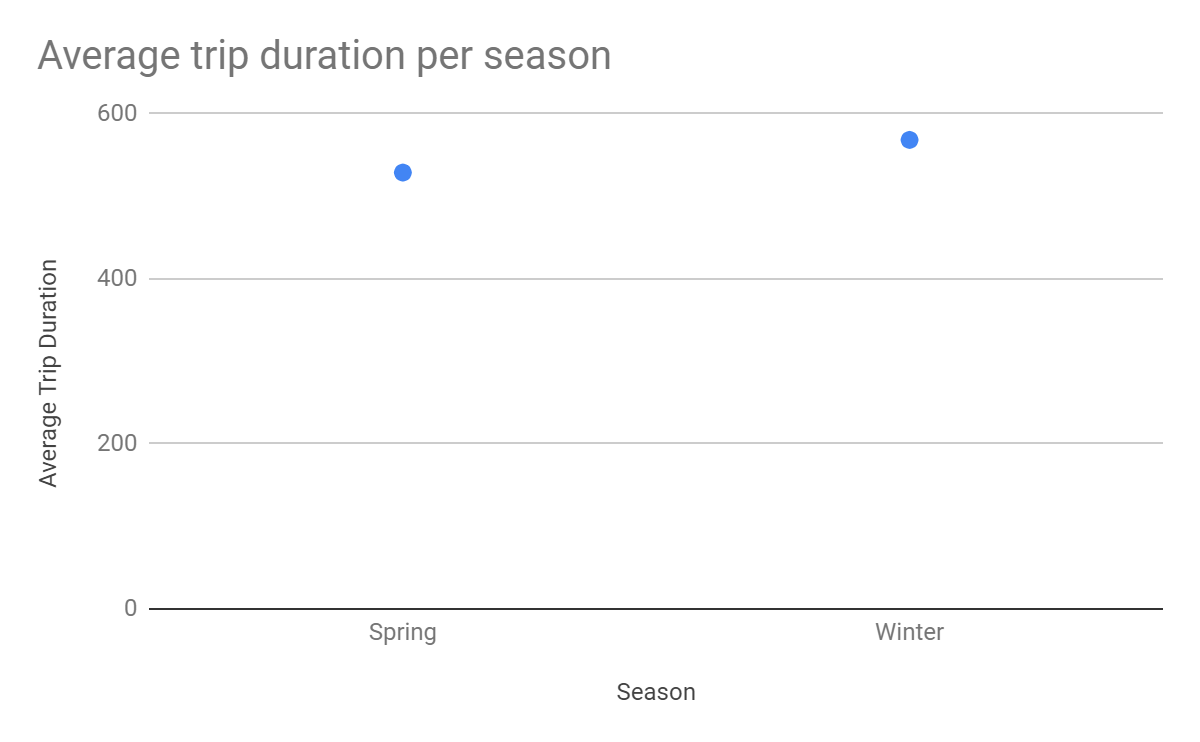 Average trip duration per season
600
400
200
0
Average Trip Duration
Spring
Winter
Season